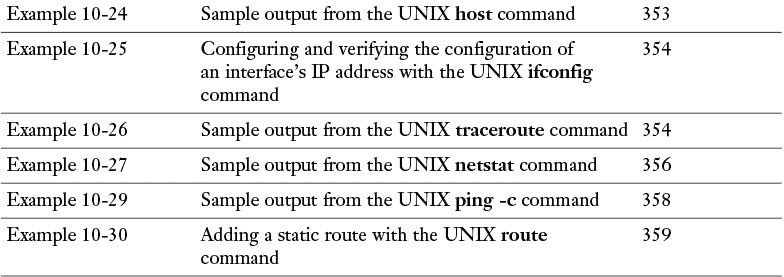 Example 10-24 Sample output from the UNIX host command 353
Example 10-25 Configuring and verifying the configuration of 354
an interface's IP address with the UNIX ifconfig
command
Example 10-26 Sample output from the UNIX traceroute command 354
Example 10-27 Sample output from the UNIX netstat command 356
Example 10-29 Sample output from the UNIX ping -c command 358
Example 10-30 Adding a static route with the UNIX route 359
command